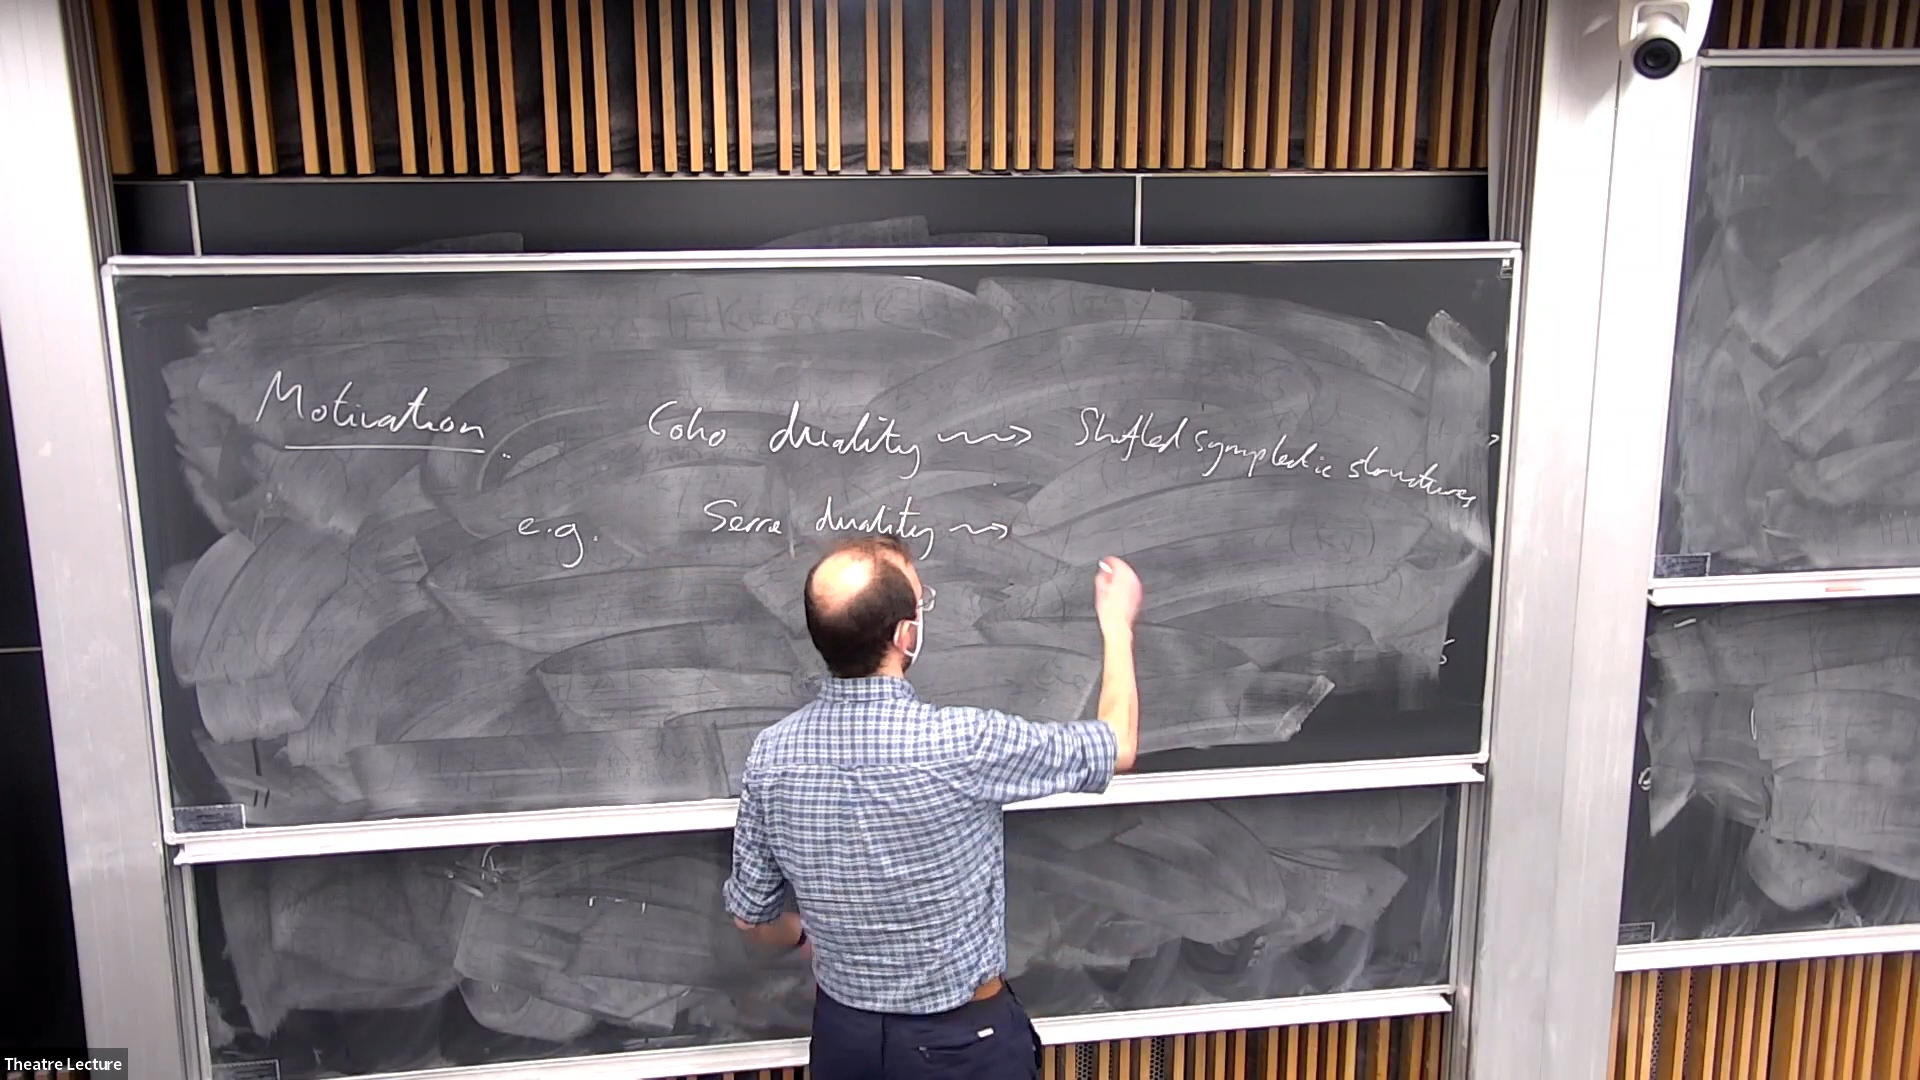 Motivation Coho duality ⇝ Shifted symplectic structures
e.g. Serre duality ⇝
Theatre Lecture